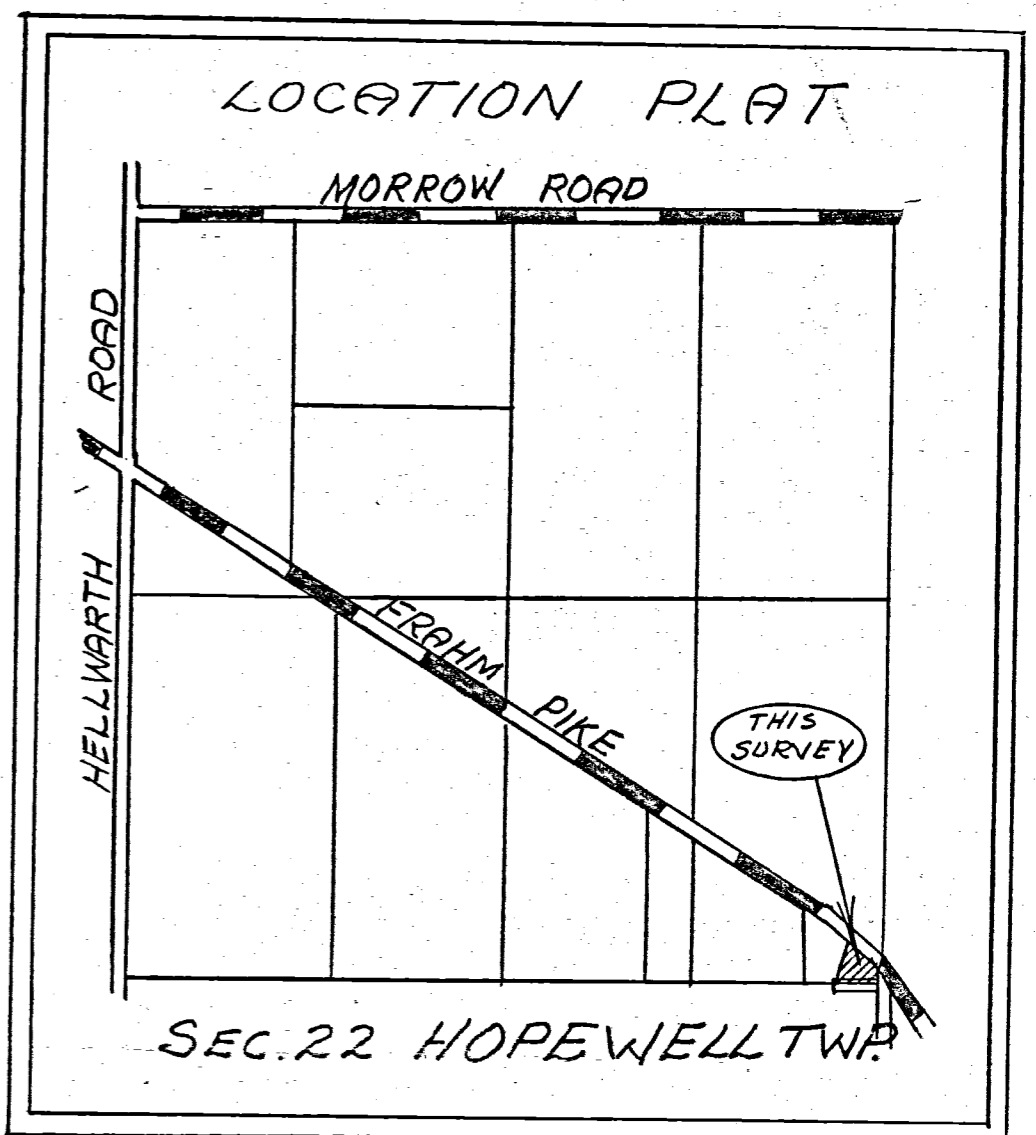 LOCATION PLAT
MORROW ROAD
HELLWARTH ROAD
FRAHM PIKE
THIS
SURVEY
SEC. 22 HOPEWELL TWP.